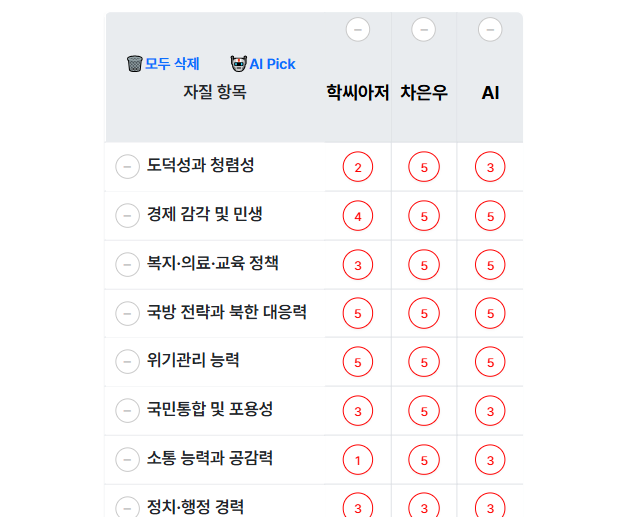 모두 삭제 AI Pick
자질 항목 학씨아저 차은우 AI
도덕성과 청렴성 2 5 3
경제 감각 및 민생 4 5 5
복지·의료·교육 정책 3 5 5
국방 전략과 북한 대응력 5 5 5
위기관리 능력 5 5 5
국민통합 및 포용성 3 5 3
소통 능력과 공감력 1 5 3
정치·행정 경력 3 5 3